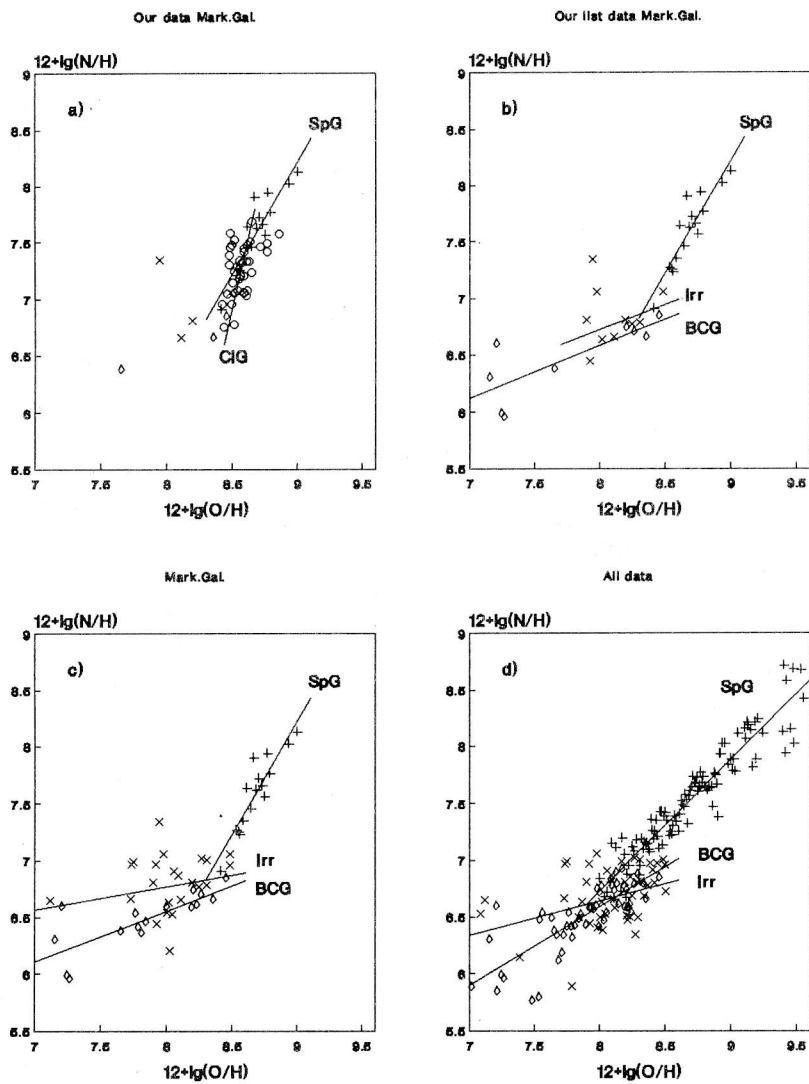 Our data Mark.Gal.
12+lg(N/H)
9
8.5
8
7.5
7
6.5
6
5.5
a)
SpG
CIG
7 7.5 8 8.5 9 9.5
12+lg(O/H)
Our list data Mark.Gal.
12+lg(N/H)
9
8.5
8
7.5
7
6.5
6
5.5
b)
SpG
Irr
BCG
7 7.5 8 8.5 9 9.5
12+lg(O/H)
Mark.Gal.
12+lg(N/H)
9
8.5
8
7.5
7
6.5
6
5.5
c)
SpG
Irr
BCG
7 7.5 8 8.5 9 9.5
12+lg(O/H)
All data
12+lg(N/H)
9
8.5
8
7.5
7
6.5
6
5.5
d)
SpG
BCG
Irr
7 7.5 8 8.5 9 9.5
12+lg(O/H)